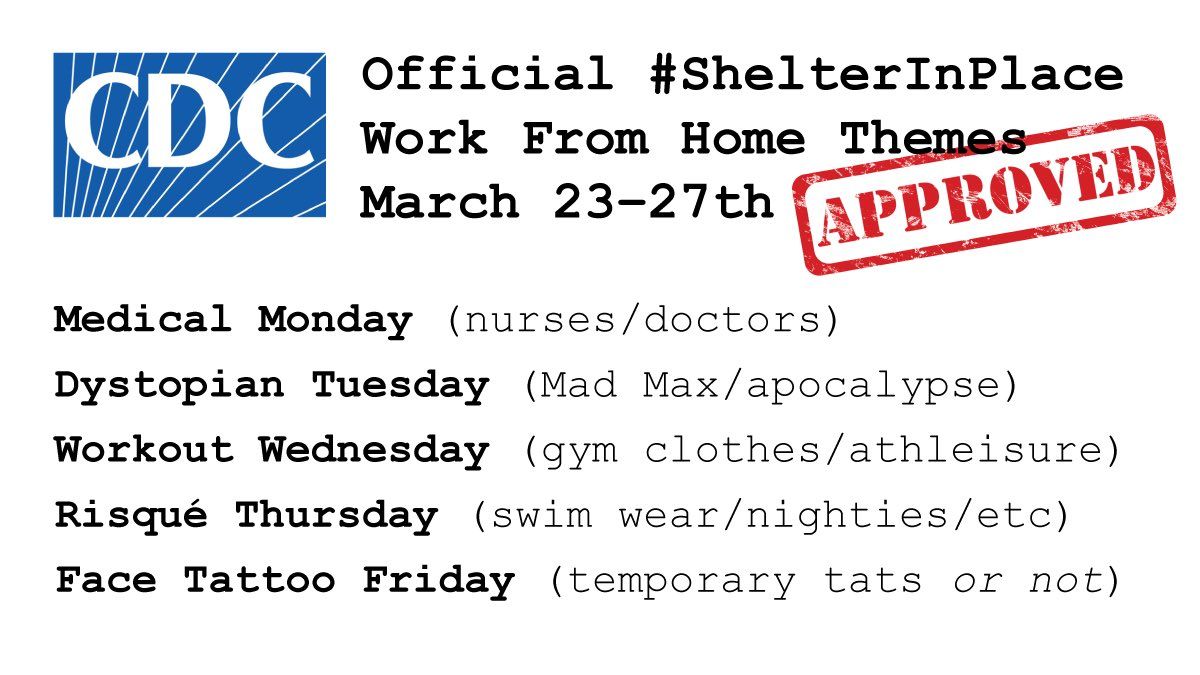 CDC
Official #ShelterInPlace
Work From Home Themes
March 23-27th
APPROVED
Medical Monday (nurses/doctors)
Dystopian Tuesday (Mad Max/apocalypse)
Workout Wednesday (gym clothes/athleisure)
Risqué Thursday (swim wear/nighties/etc)
Face Tattoo Friday (temporary tats or not)